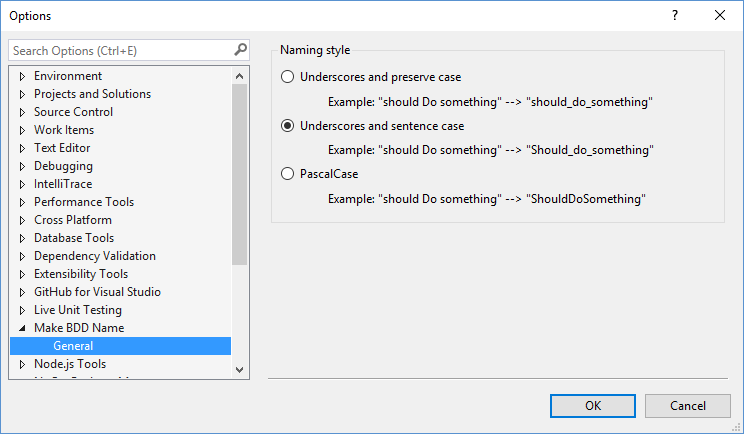 Options
Search Options (Ctrl+E)
Environment
Projects and Solutions
Source Control
Work Items
Text Editor
Debugging
IntelliTrace
Performance Tools
Cross Platform
Database Tools
Dependency Validation
Extensibility Tools
GitHub for Visual Studio
Live Unit Testing
Make BDD Name
General
Node.js Tools
Naming style
Underscores and preserve case
Example: "should Do something" --> "should_do_something"
Underscores and sentence case
Example: "should Do something" --> "Should_do_something"
PascalCase
Example: "should Do something" --> "ShouldDoSomething"
OK
Cancel